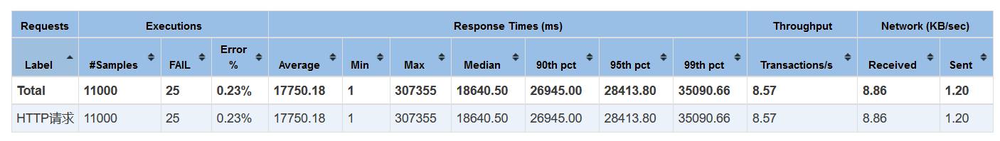 Requests Executions Response Times (ms) Throughput Network (KB/sec)
Label #Samples FAIL Error % Average Min Max Median 90th pct 95th pct 99th pct Transactions/s Received Sent
Total 11000 25 0.23% 17750.18 1 307355 18640.50 26945.00 28413.80 35090.66 8.57 8.86 1.20
HTTP请求 11000 25 0.23% 17750.18 1 307355 18640.50 26945.00 28413.80 35090.66 8.57 8.86 1.20